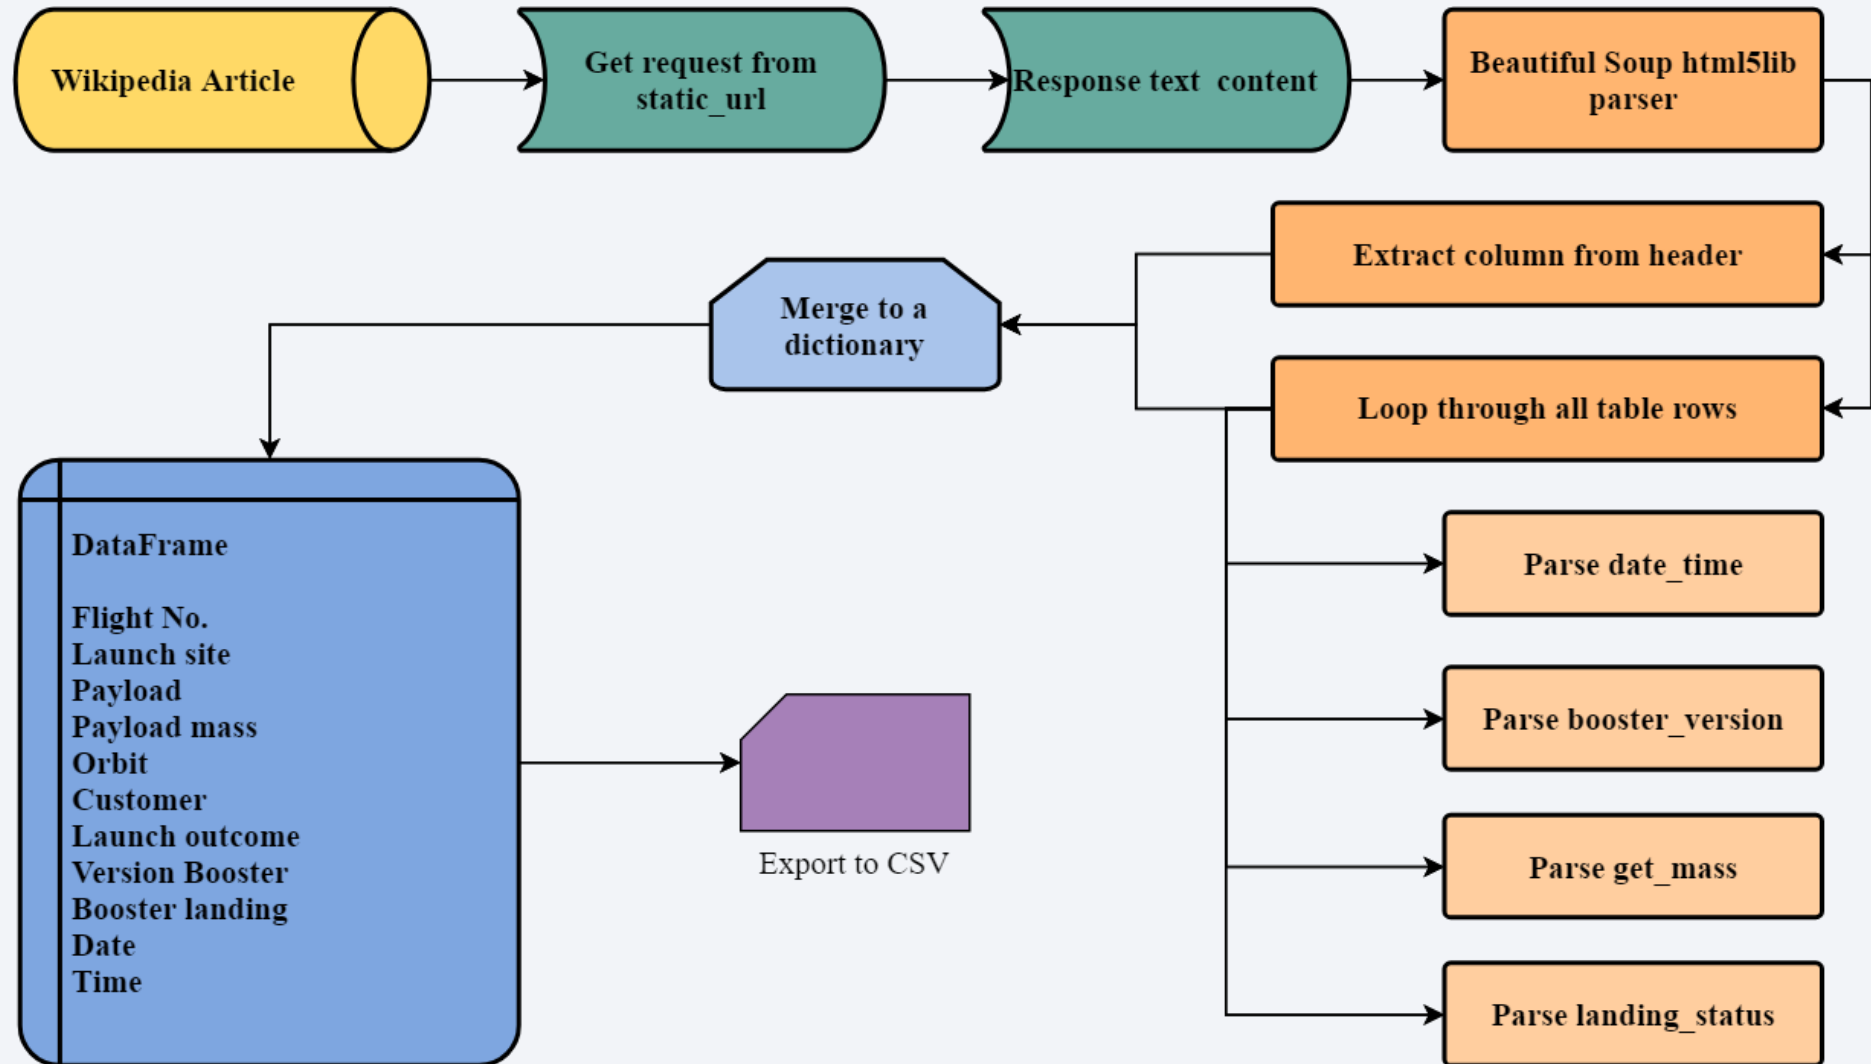 Wikipedia Article
Get request from
static_url
Response text  content
Beautiful Soup html5lib
parser
Extract column from header
Merge to a
dictionary
Loop through all table rows
DataFrame
Flight No.
Launch site
Payload
Payload mass
Orbit
Customer
Launch outcome
Version Booster
Booster landing
Date
Time
Export to CSV
Parse date_time
Parse booster_version
Parse get_mass
Parse landing_status